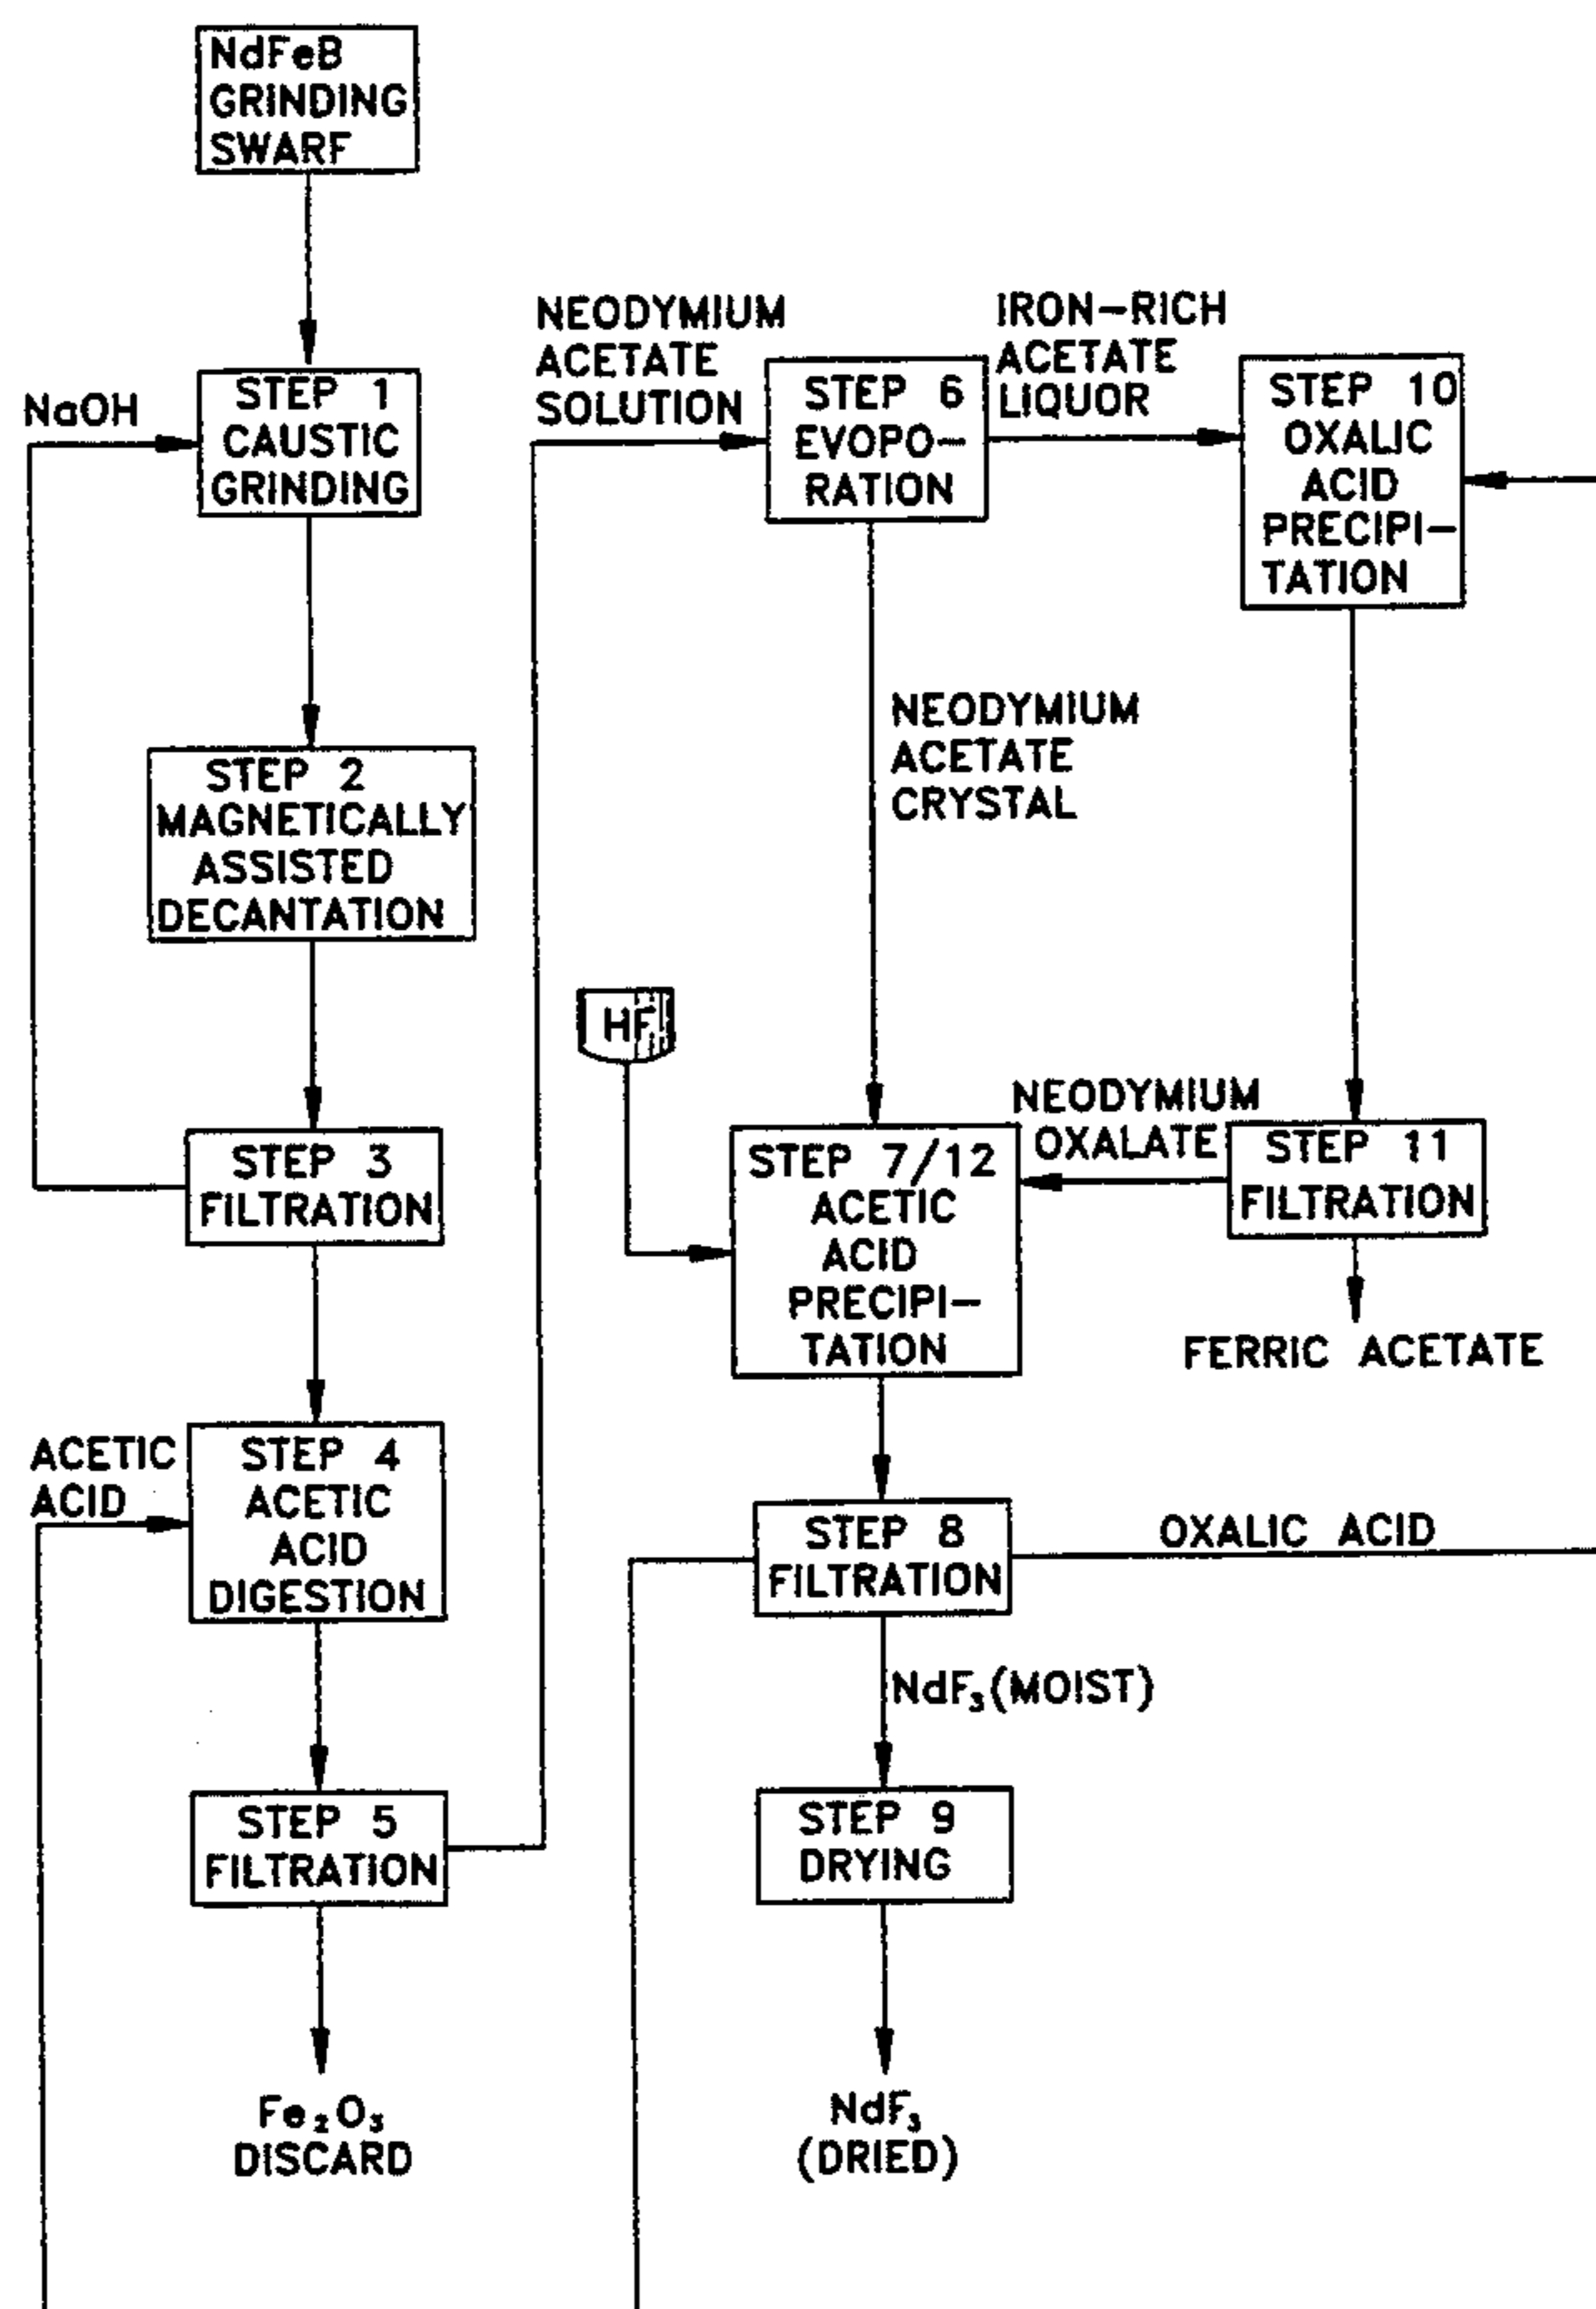 NdFeB
GRINDING
SWARF
NaOH
STEP 1
CAUSTIC
GRINDING
STEP 2
MAGNETICALLY
ASSISTED
DECANTATION
STEP 3
FILTRATION
ACETIC
ACID
STEP 4
ACETIC
ACID
DIGESTION
STEP 5
FILTRATION
Fe₂O₃
DISCARD
NEODYMIUM
ACETATE
SOLUTION
STEP 6
EVOPO-
RATION
IRON-RICH
ACETATE
LIQUOR
STEP 10
OXALIC
ACID
PRECIPI-
TATION
NEODYMIUM
ACETATE
CRYSTAL
HF
STEP 7/12
ACETIC
ACID
PRECIPI-
TATION
NEODYMIUM
OXALATE
STEP 11
FILTRATION
FERRIC ACETATE
STEP 8
FILTRATION
OXALIC ACID
NdF₃(MOIST)
STEP 9
DRYING
NdF₃
(DRIED)